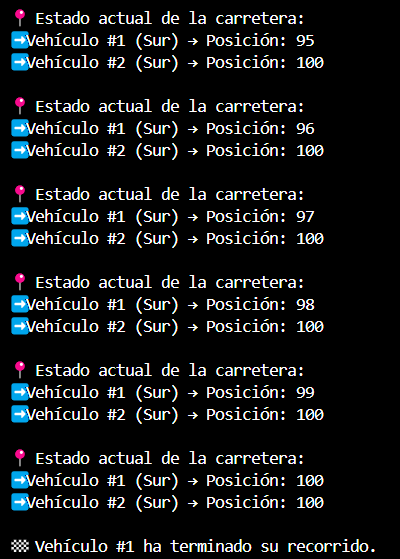 📍 Estado actual de la carretera:
➡️Vehículo #1 (Sur) → Posición: 95
➡️Vehículo #2 (Sur) → Posición: 100
📍 Estado actual de la carretera:
➡️Vehículo #1 (Sur) → Posición: 96
➡️Vehículo #2 (Sur) → Posición: 100
📍 Estado actual de la carretera:
➡️Vehículo #1 (Sur) → Posición: 97
➡️Vehículo #2 (Sur) → Posición: 100
📍 Estado actual de la carretera:
➡️Vehículo #1 (Sur) → Posición: 98
➡️Vehículo #2 (Sur) → Posición: 100
📍 Estado actual de la carretera:
➡️Vehículo #1 (Sur) → Posición: 99
➡️Vehículo #2 (Sur) → Posición: 100
📍 Estado actual de la carretera:
➡️Vehículo #1 (Sur) → Posición: 100
➡️Vehículo #2 (Sur) → Posición: 100
🏁 Vehículo #1 ha terminado su recorrido.